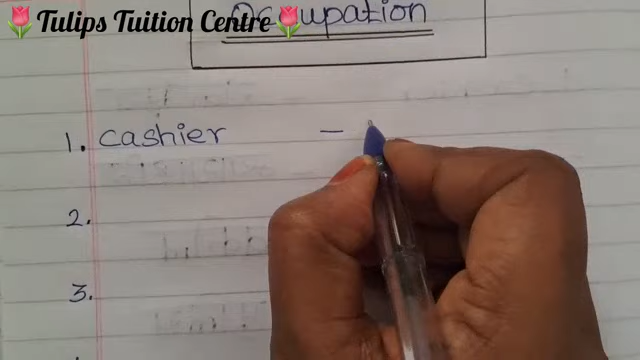 🌷Tulips Tuition Centre🌷
Occupation
1. cashier –
2.
3.